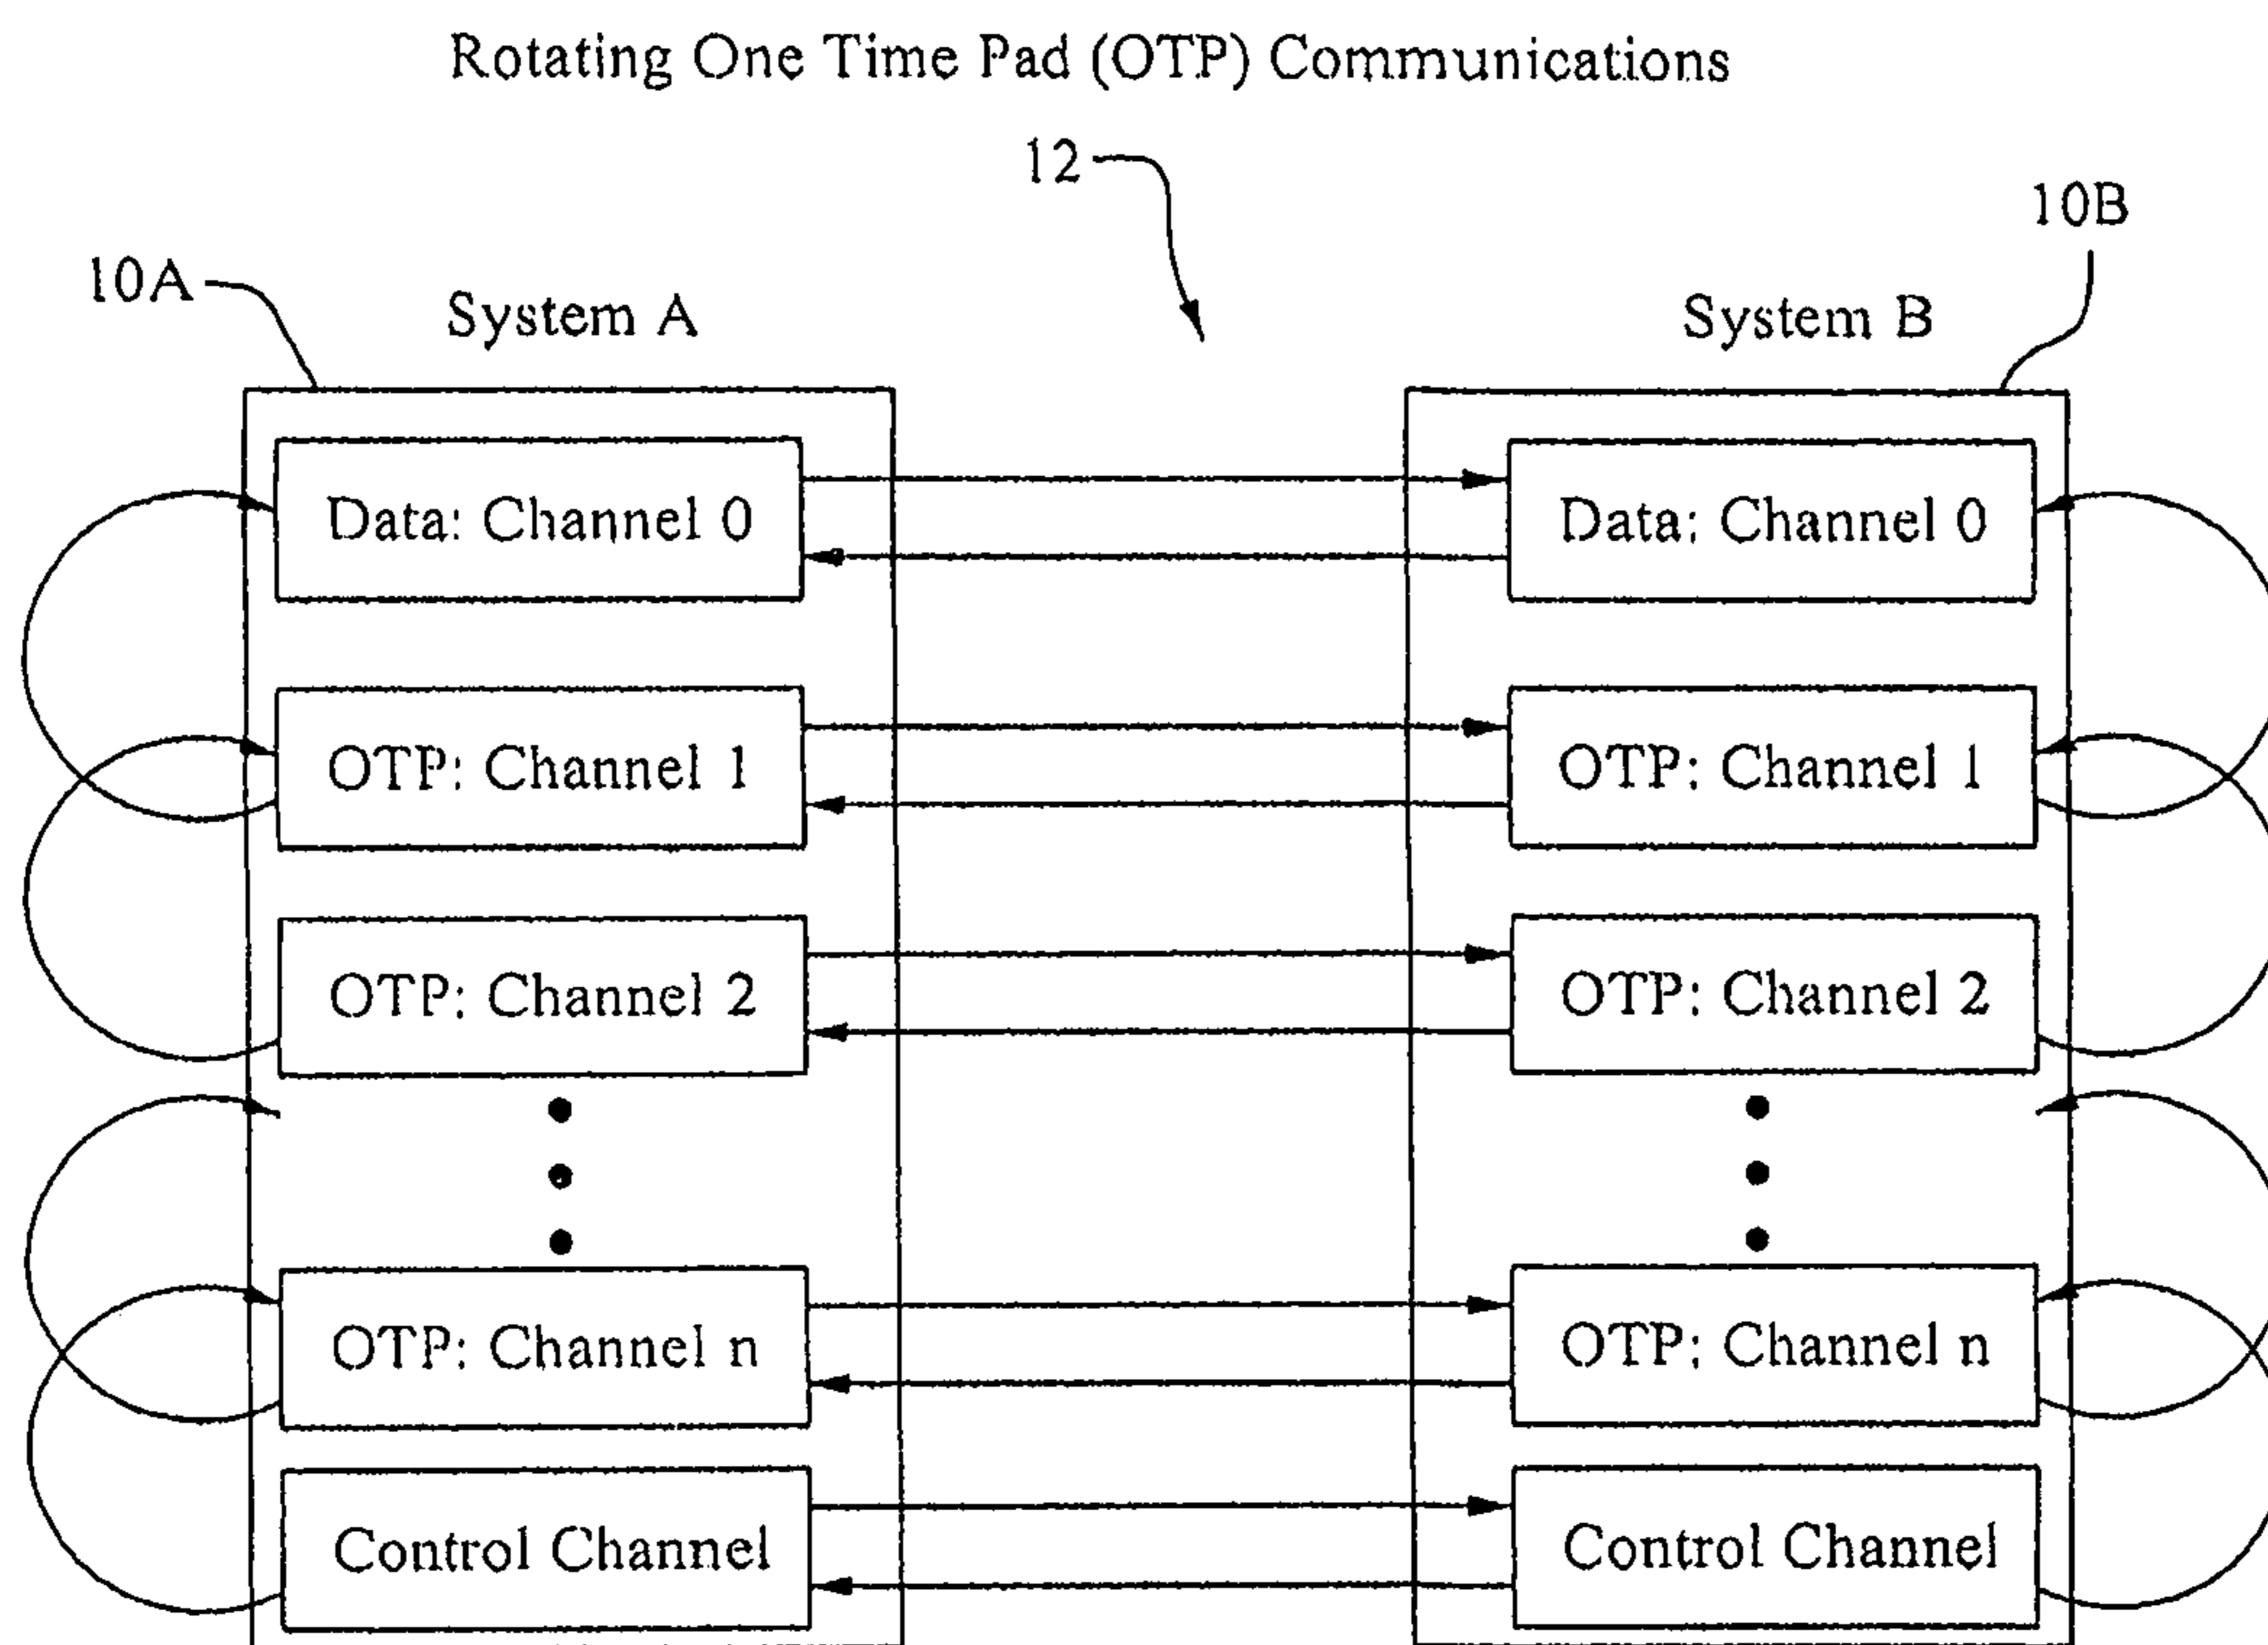 Rotating One Time Pad (OTP) Communications
12
10B
10A
System A
System B
Data: Channel 0
Data: Channel 0
OTP: Channel 1
OTP: Channel 1
OTP: Channel 2
OTP: Channel 2
OTP: Channel n
OTP: Channel n
Control Channel
Control Channel